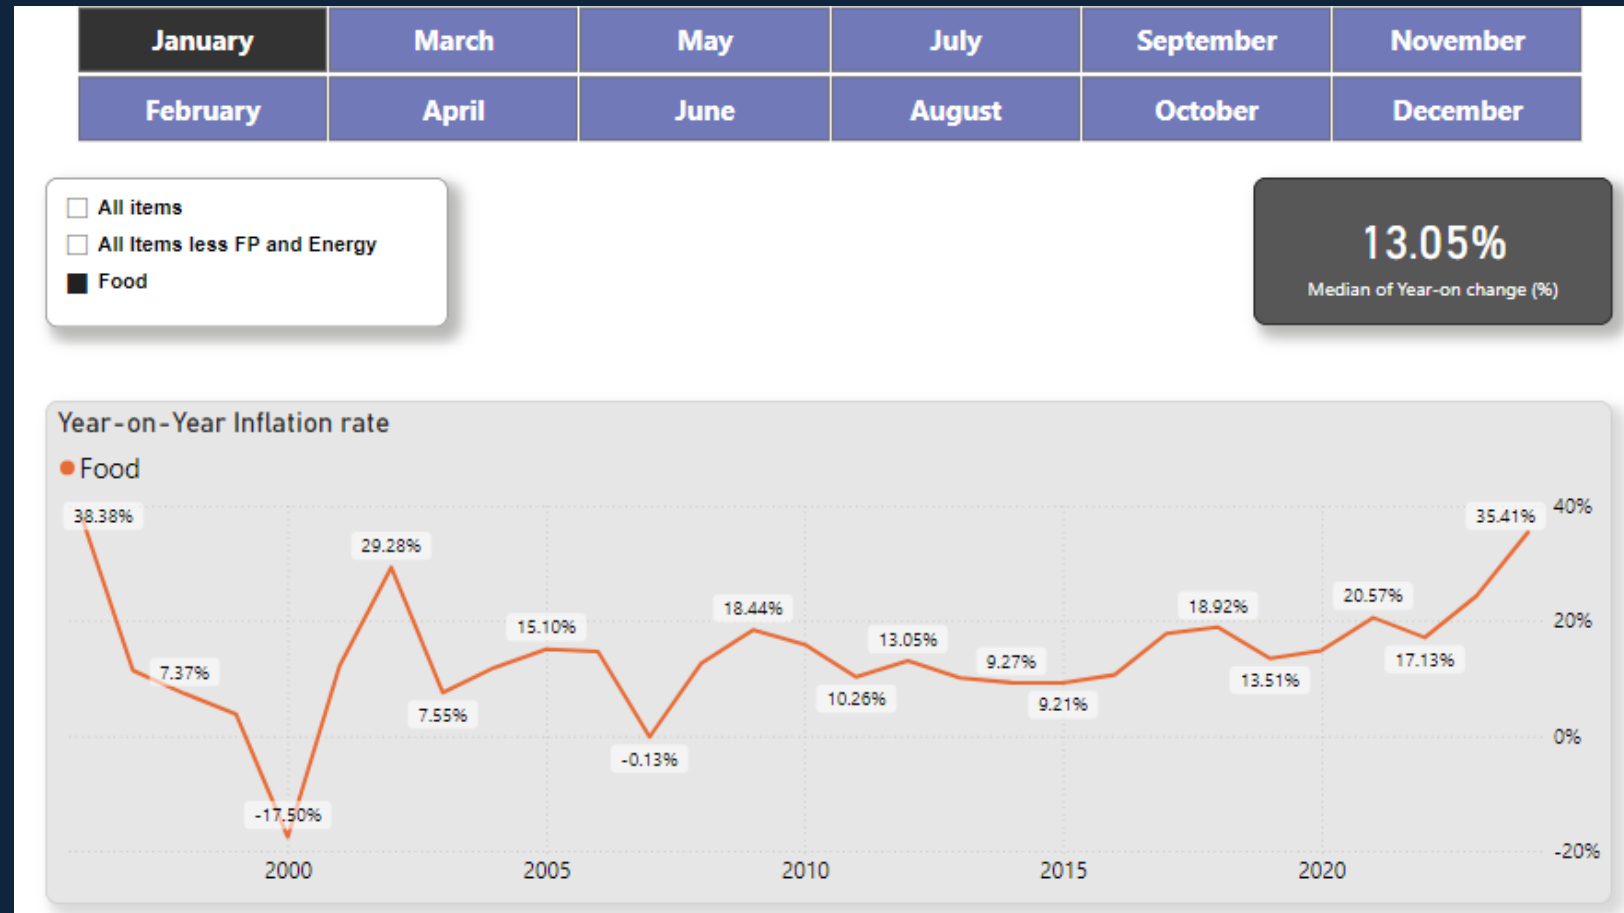 January March May July September November
February April June August October December
All items
All Items less FP and Energy
Food
13.05%
Median of Year-on change (%)
Year-on-Year Inflation rate
Food
38.38%
7.37%
-17.50%
29.28%
7.55%
15.10%
-0.13%
18.44%
10.26%
13.05%
9.27%
9.21%
18.92%
13.51%
20.57%
17.13%
35.41%
40%
20%
0%
-20%
2000 2005 2010 2015 2020